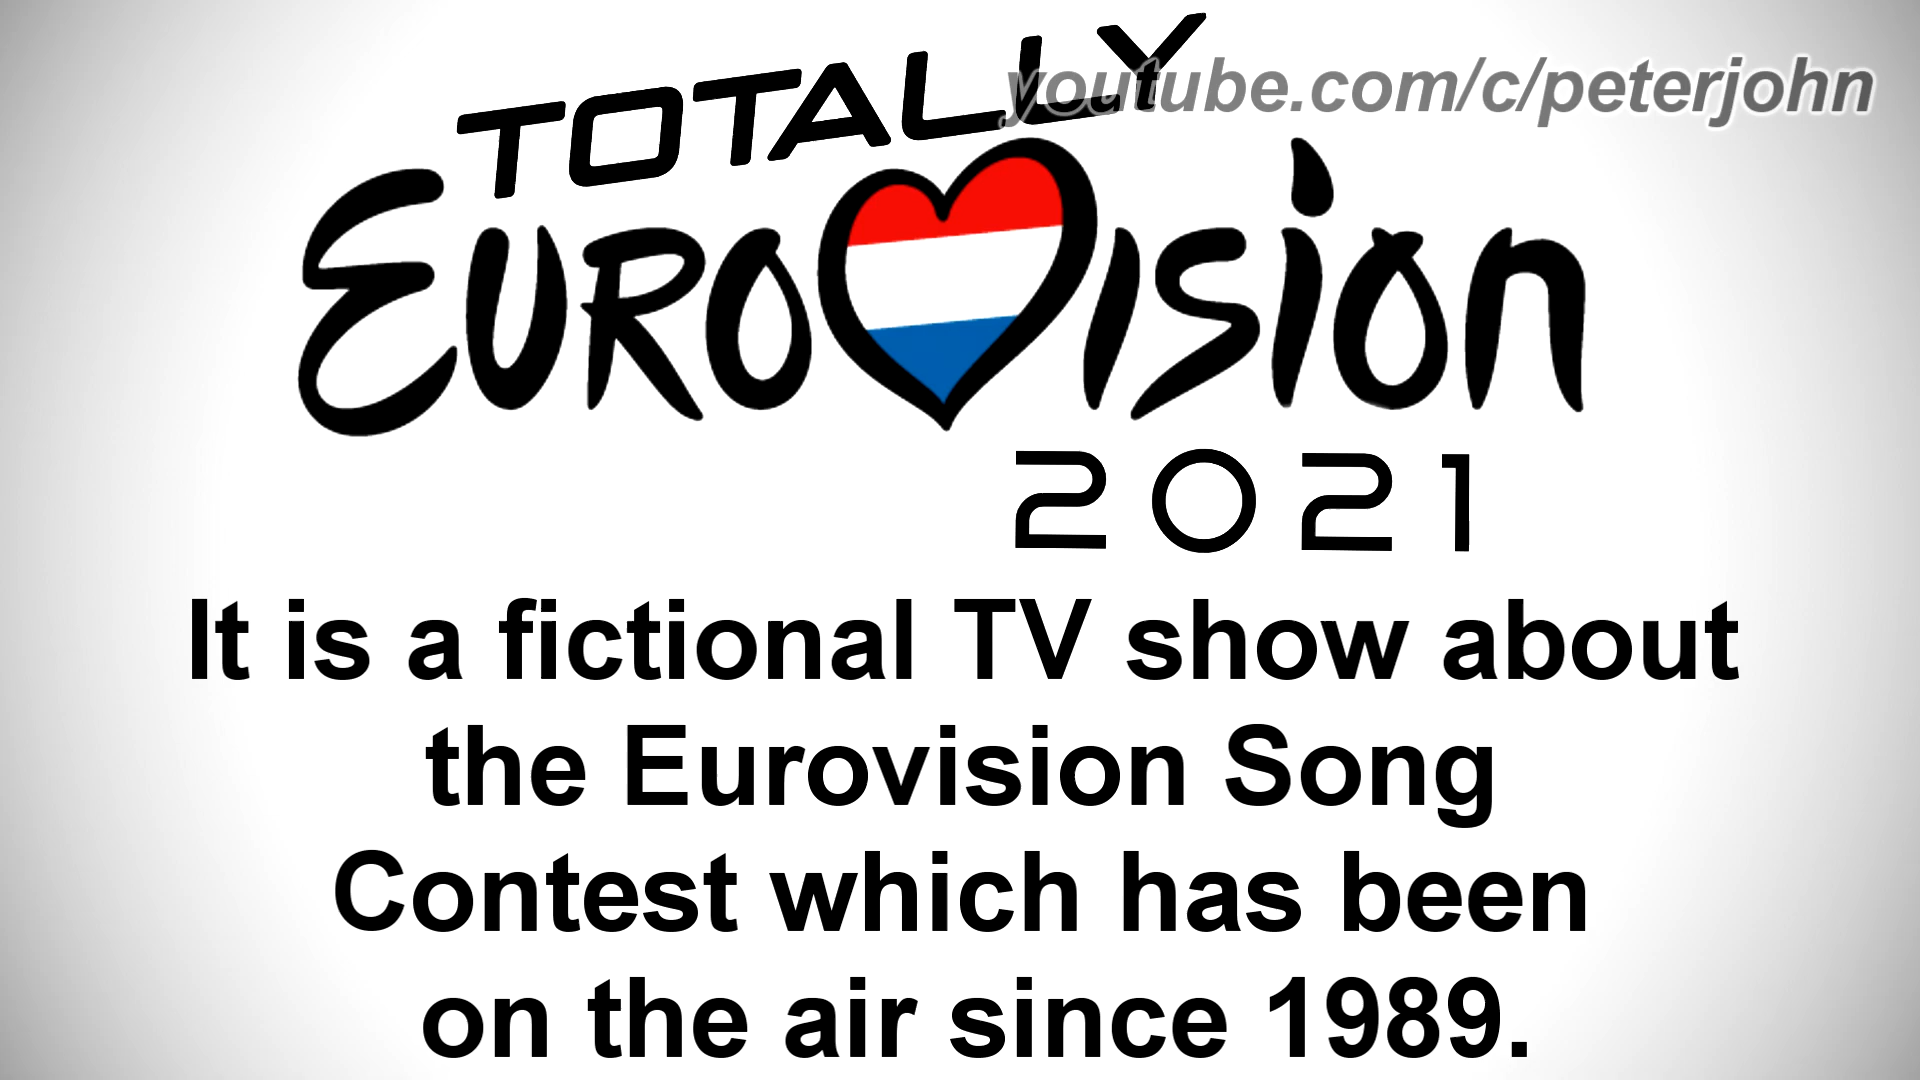 TOTALLY
youtube.com/c/peterjohn
EUROVISION
2021
It is a fictional TV show about
the Eurovision Song
Contest which has been
on the air since 1989.